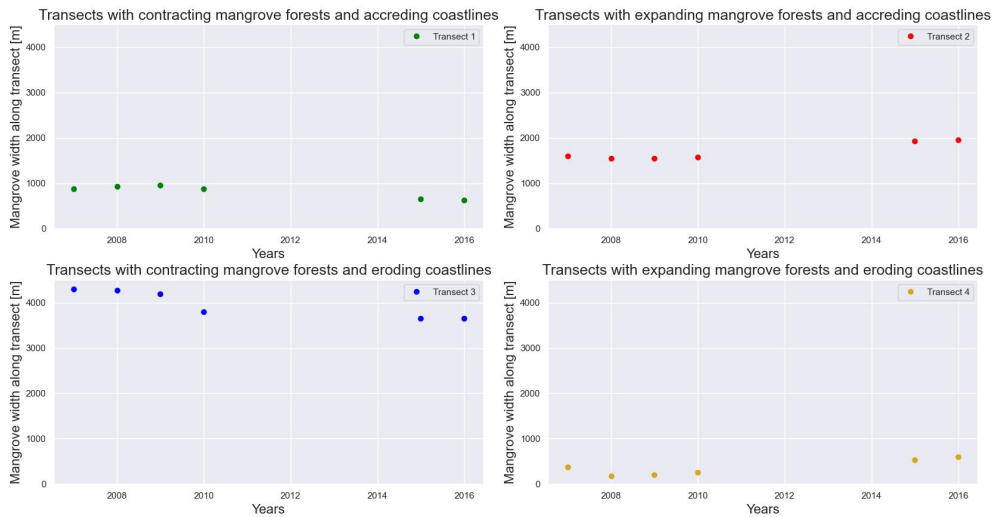 Transects with contracting mangrove forests and accreding coastlines
Mangrove width along transect [m]
4000
3000
2000
1000
0
Transect 1
2008 2010 2012 2014 2016
Years
Transects with expanding mangrove forests and accreding coastlines
Mangrove width along transect [m]
4000
3000
2000
1000
0
Transect 2
2008 2010 2012 2014 2016
Years
Transects with contracting mangrove forests and eroding coastlines
Mangrove width along transect [m]
4000
3000
2000
1000
0
Transect 3
2008 2010 2012 2014 2016
Years
Transects with expanding mangrove forests and eroding coastlines
Mangrove width along transect [m]
4000
3000
2000
1000
0
Transect 4
2008 2010 2012 2014 2016
Years